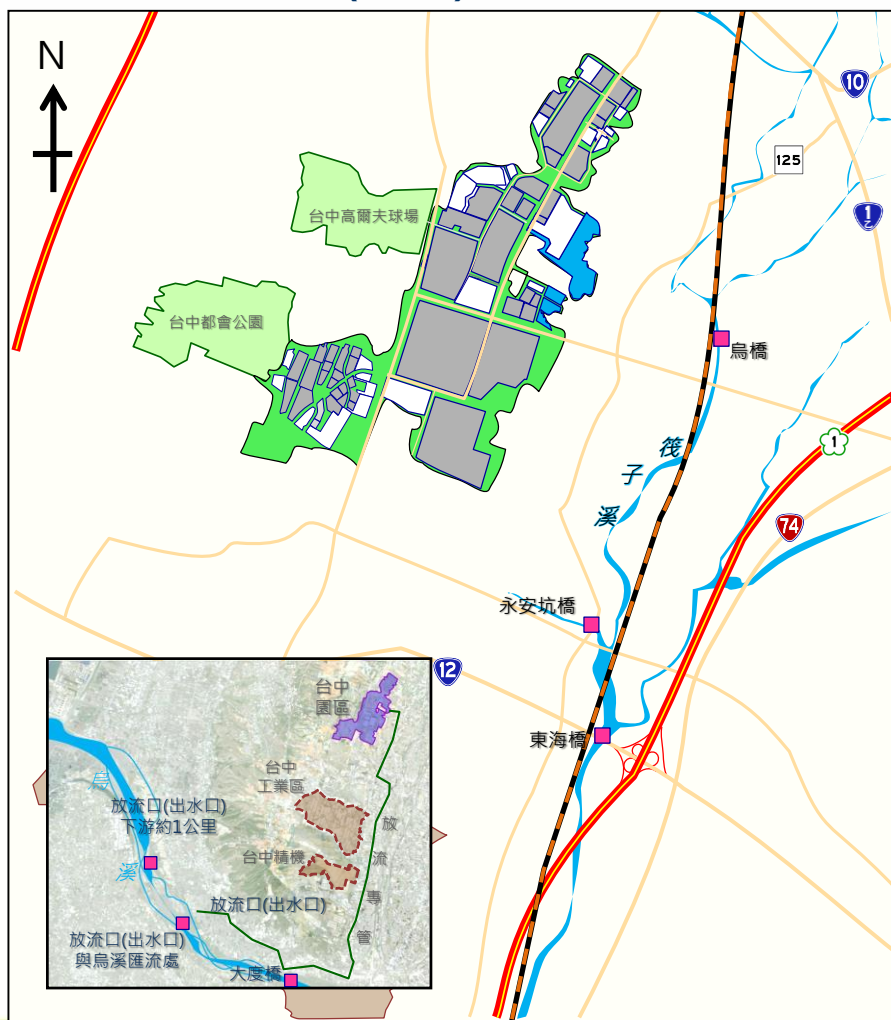 N
10
125
1
乙
台中高爾夫球場
台中都會公園
烏橋
1
筏
子
溪
74
永安坑橋
12
東海橋
台中
園區
烏
台中
工業區
放流口(出水口)
下游約1公里
放
流
專
管
台中精機
溪
放流口(出水口)
放流口(出水口)
與烏溪匯流處
大度橋